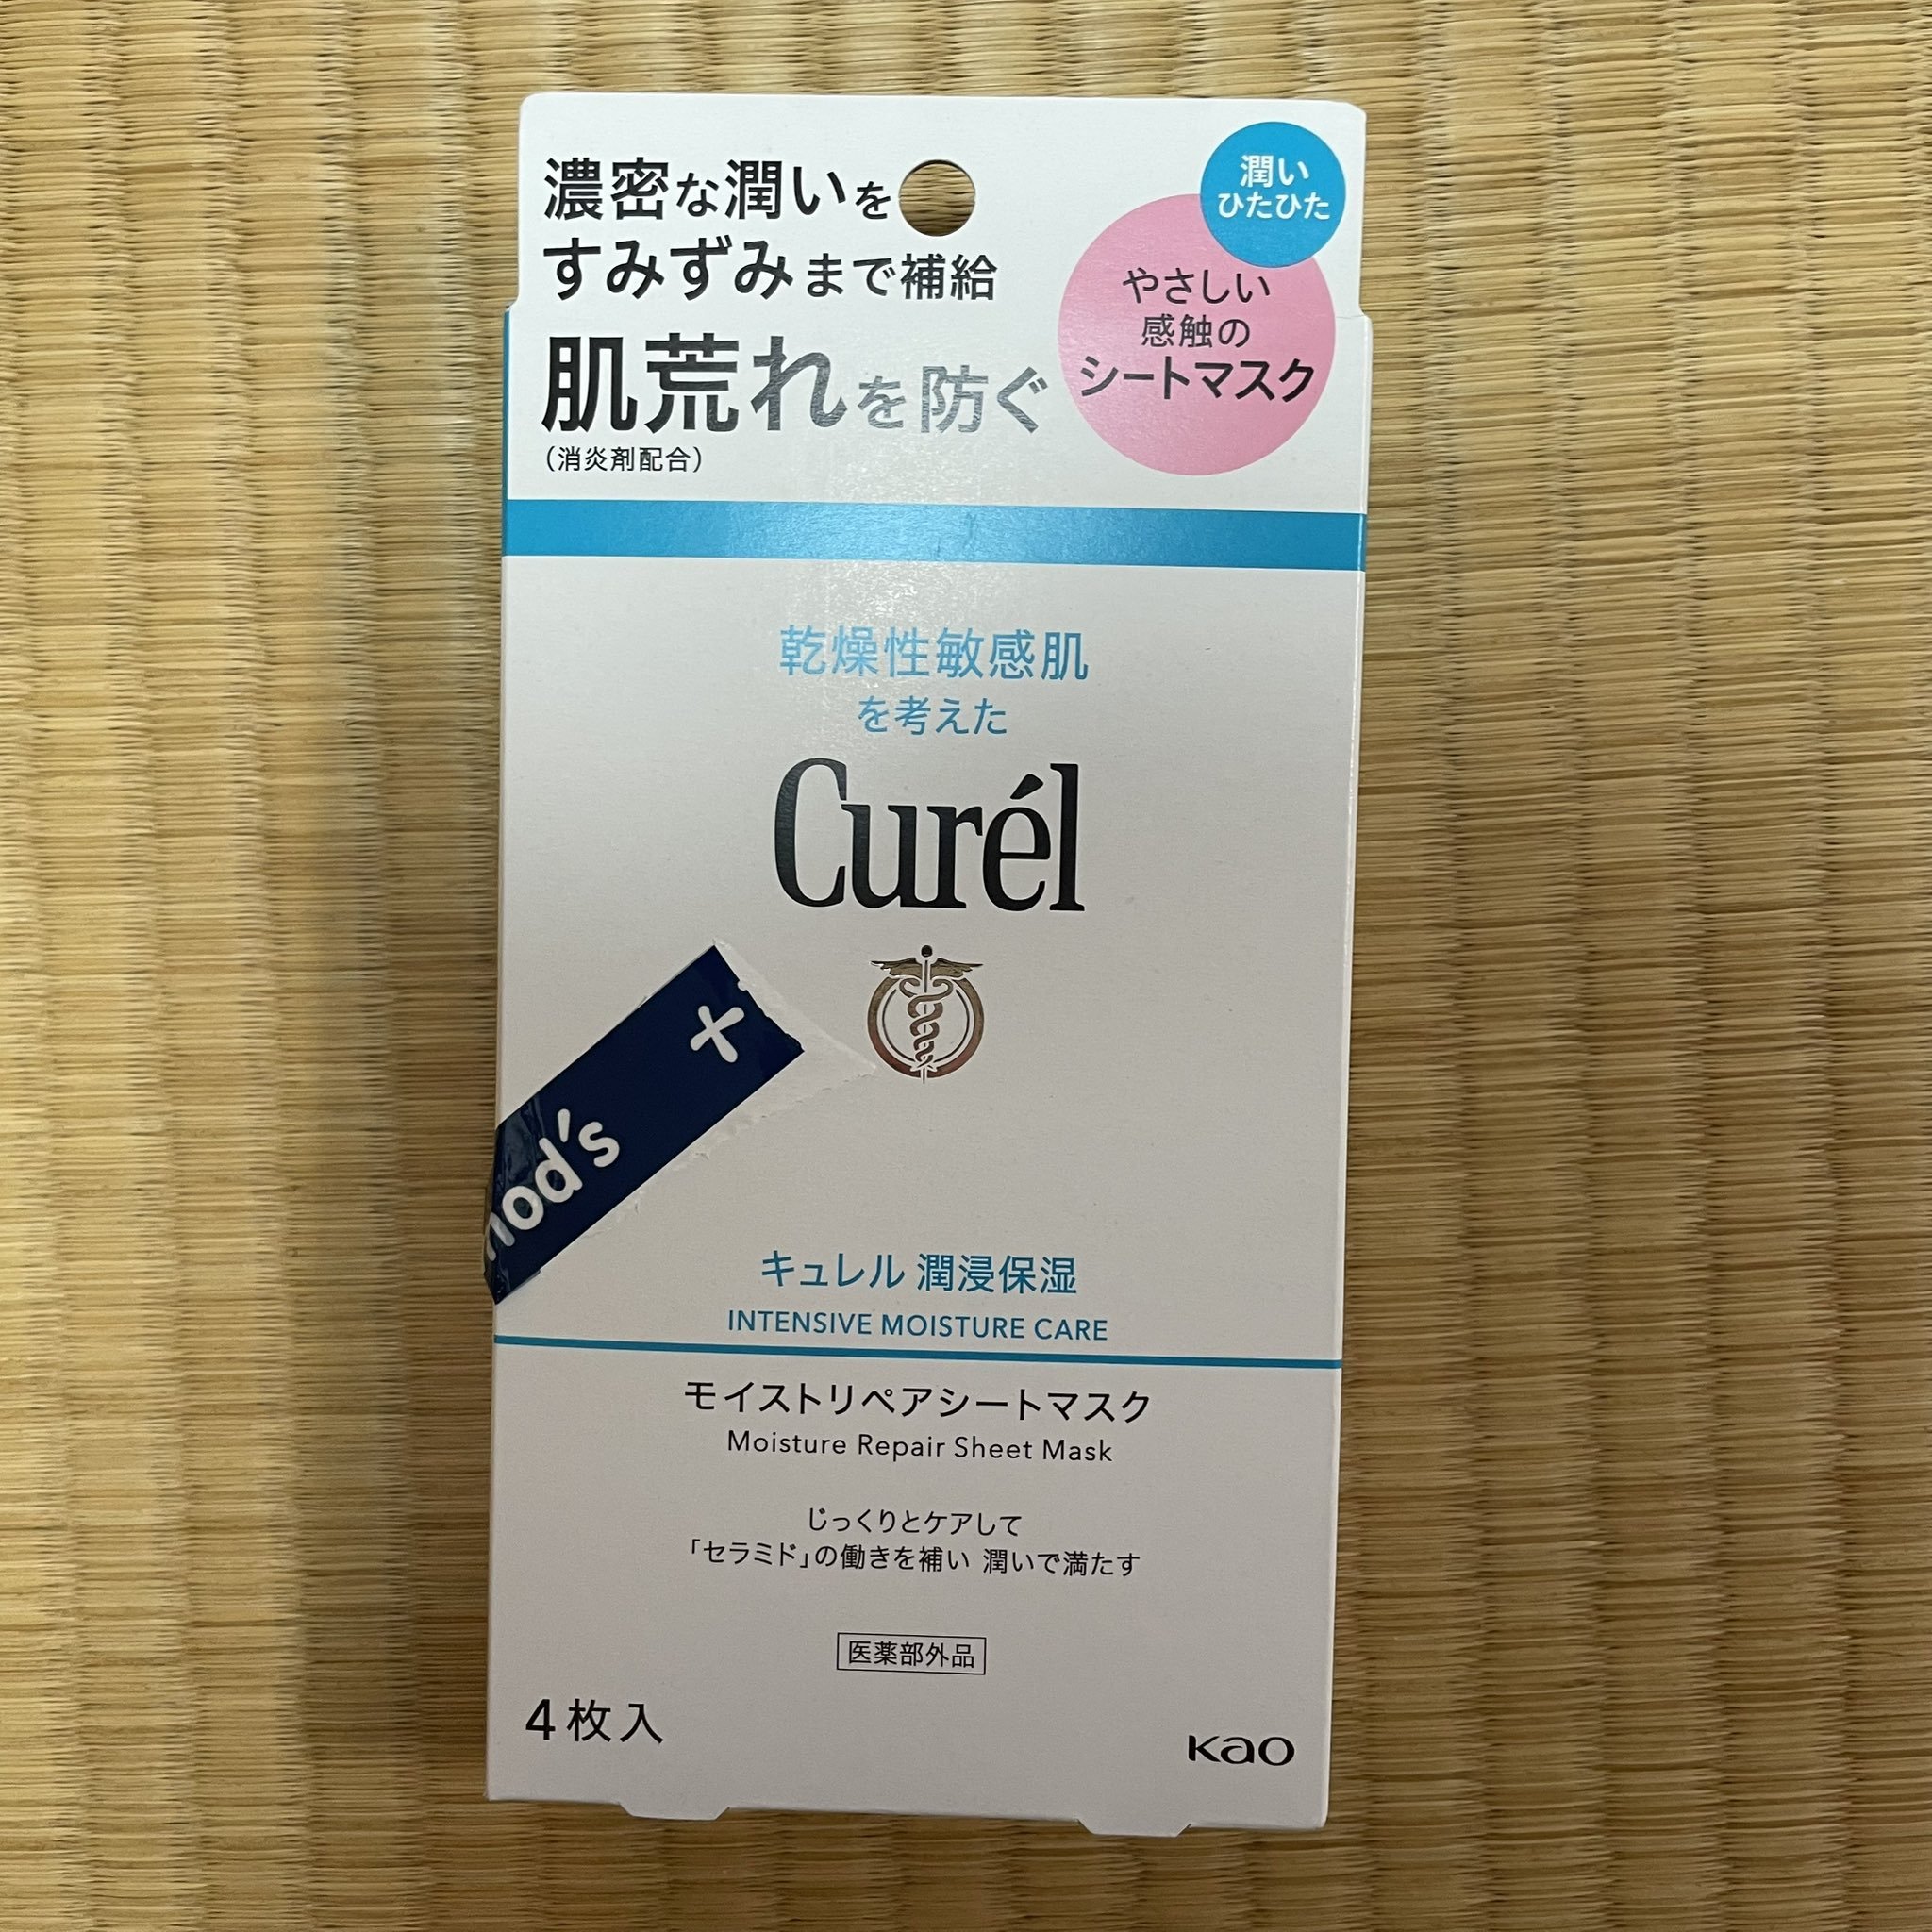 濃密な潤いを
すみずみまで補給
肌荒れを防ぐ
（消炎剤配合）
潤い
ひたひた
やさしい
感触の
シートマスク
乾燥性敏感肌
を考えた
Curél
+
mod's
キュレル 潤浸保湿
INTENSIVE MOISTURE CARE
モイストリペアシートマスク
Moisture Repair Sheet Mask
じっくりとケアして
「セラミド」の働きを補い 潤いで満たす
医薬部外品
4枚入
Kao